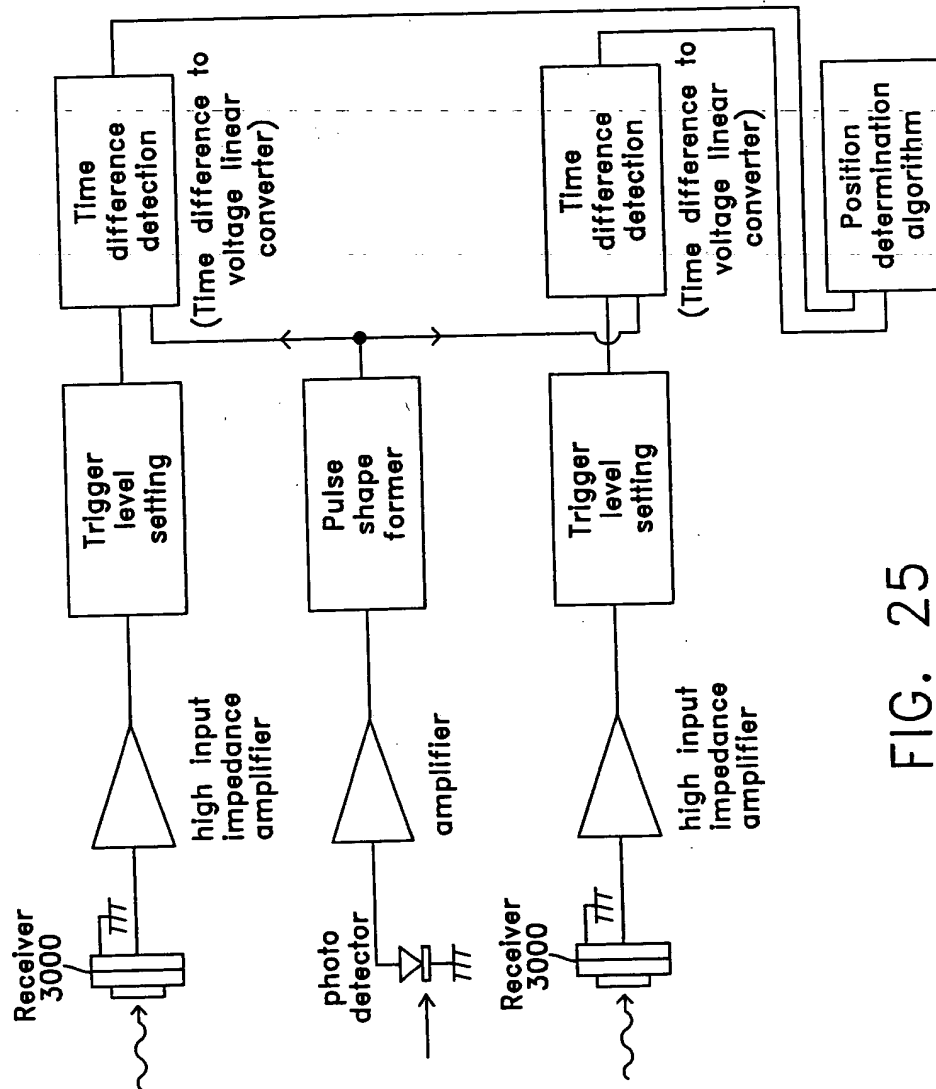 Receiver
3000
high input
impedance
amplifier
Trigger
level
setting
Time
difference
detection
(Time difference to
voltage linear
converter)
photo
detector
amplifier
Pulse
shape
former
Receiver
3000
high input
impedance
amplifier
Trigger
level
setting
Time
difference
detection
(Time difference to
voltage linear
converter)
Position
determination
algorithm
FIG. 25